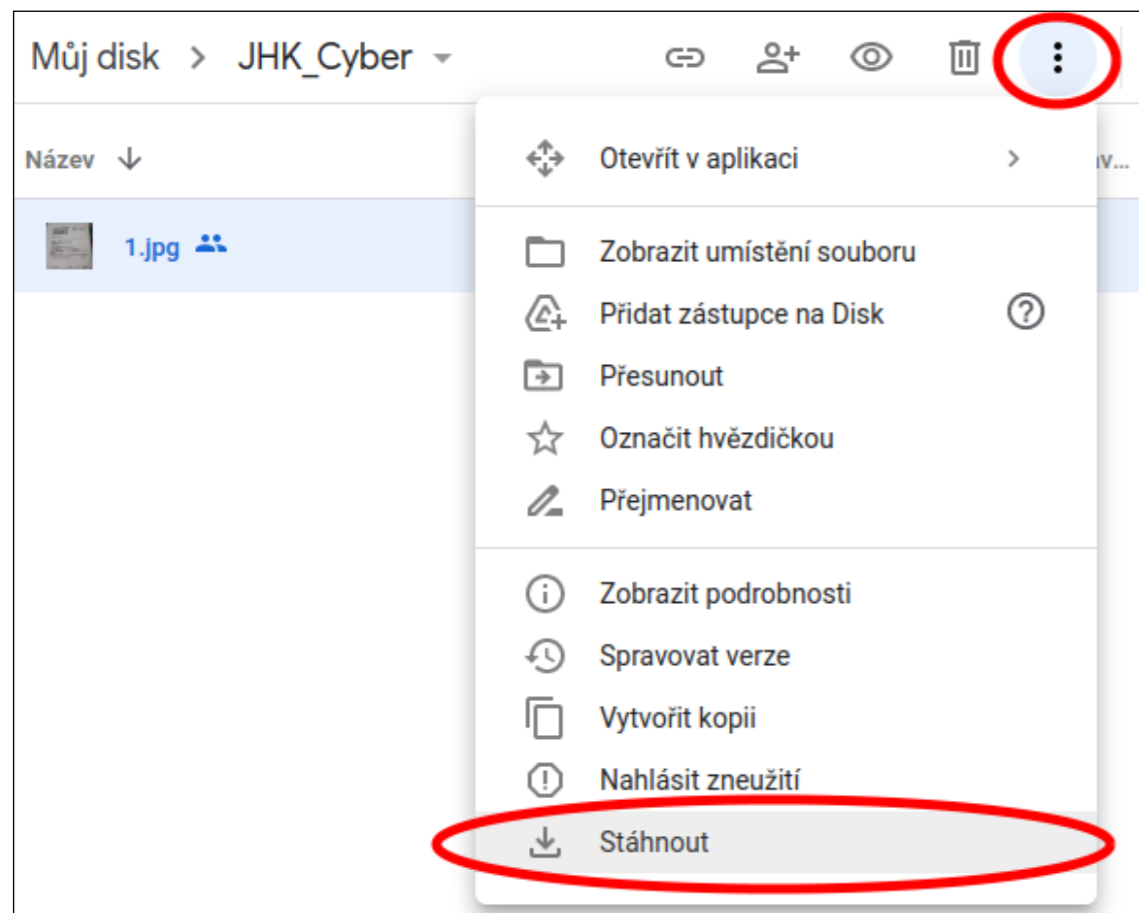 Můj disk > JHK_Cyber
Název
Otevřít v aplikaci
Zobrazit umístění souboru
Přidat zástupce na Disk
Přesunout
Označit hvězdičkou
Přejmenovat
1.jpg
Zobrazit podrobnosti
Spravovat verze
Vytvořit kopii
Nahlásit zneužití
Stáhnout